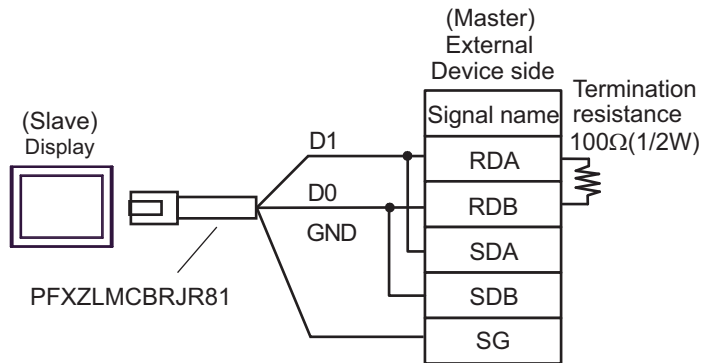 (Master)
External
Device side
Termination
resistance
100Ω(1/2W)
Signal name
(Slave)
Display
D1
RDA
D0
RDB
GND
SDA
PFXZLMCBRJR81
SDB
SG